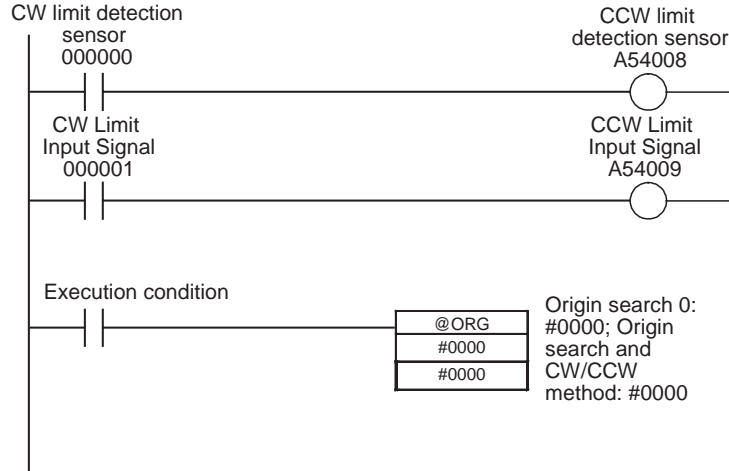 CW limit detection
sensor
000000
CCW limit
detection sensor
A54008
CW Limit
Input Signal
000001
CCW Limit
Input Signal
A54009
Execution condition
@ORG
#0000
#0000
Origin search 0:
#0000; Origin
search and
CW/CCW
method: #0000